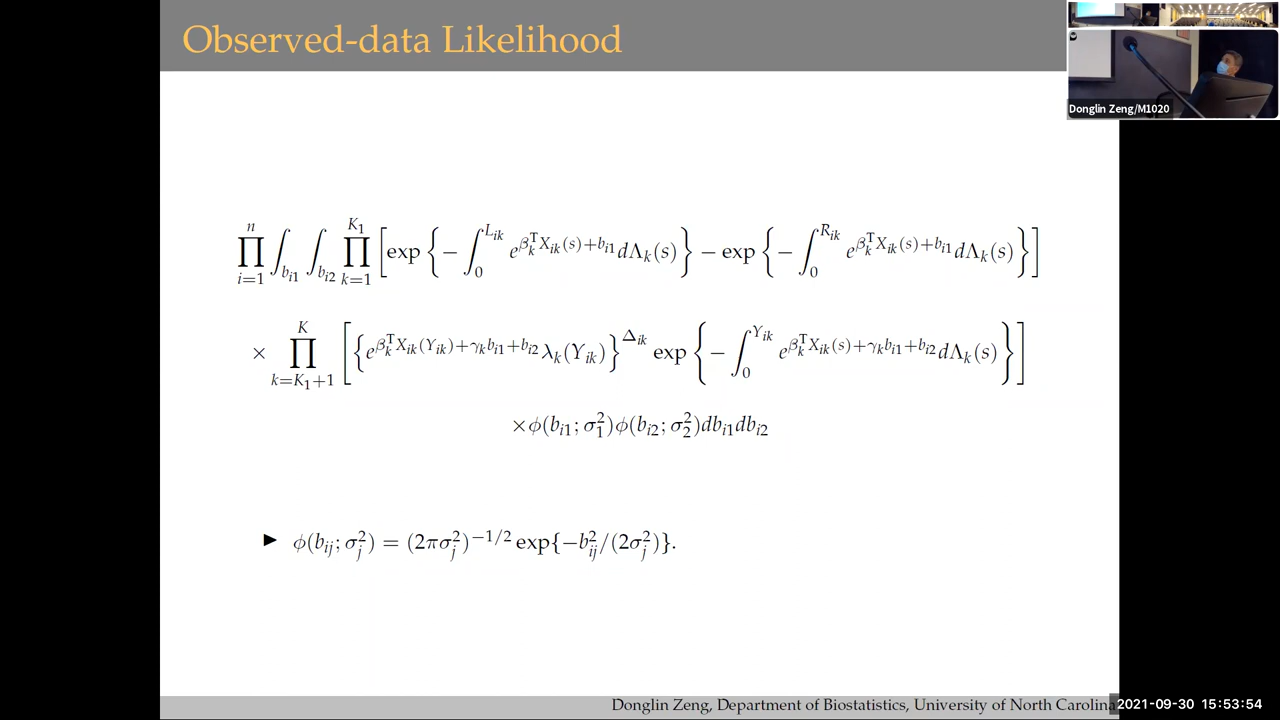 Observed-data Likelihood
Donglin Zeng/M1020
∏_{i=1}^{n} ∫_{b_{i1}} ∫_{b_{i2}} ∏_{k=1}^{K_1} [exp{−∫_0^{L_{ik}} e^{β_k^T X_{ik}(s)+b_{i1}} dΛ_k(s)} − exp{−∫_0^{R_{ik}} e^{β_k^T X_{ik}(s)+b_{i1}} dΛ_k(s)}]
× ∏_{k=K_1+1}^{K} [{e^{β_k^T X_{ik}(Y_{ik})+γ_k b_{i1}+b_{i2}} λ_k(Y_{ik})}^{Δ_{ik}} exp{−∫_0^{Y_{ik}} e^{β_k^T X_{ik}(s)+γ_k b_{i1}+b_{i2}} dΛ_k(s)}]
×ϕ(b_{i1}; σ_1^2)ϕ(b_{i2}; σ_2^2)db_{i1}db_{i2}
▶ ϕ(b_{ij}; σ_j^2) = (2πσ_j^2)^{−1/2} exp{−b_{ij}^2/(2σ_j^2)}.
Donglin Zeng, Department of Biostatistics, University of North Carolina
2021-09-30 15:53:54